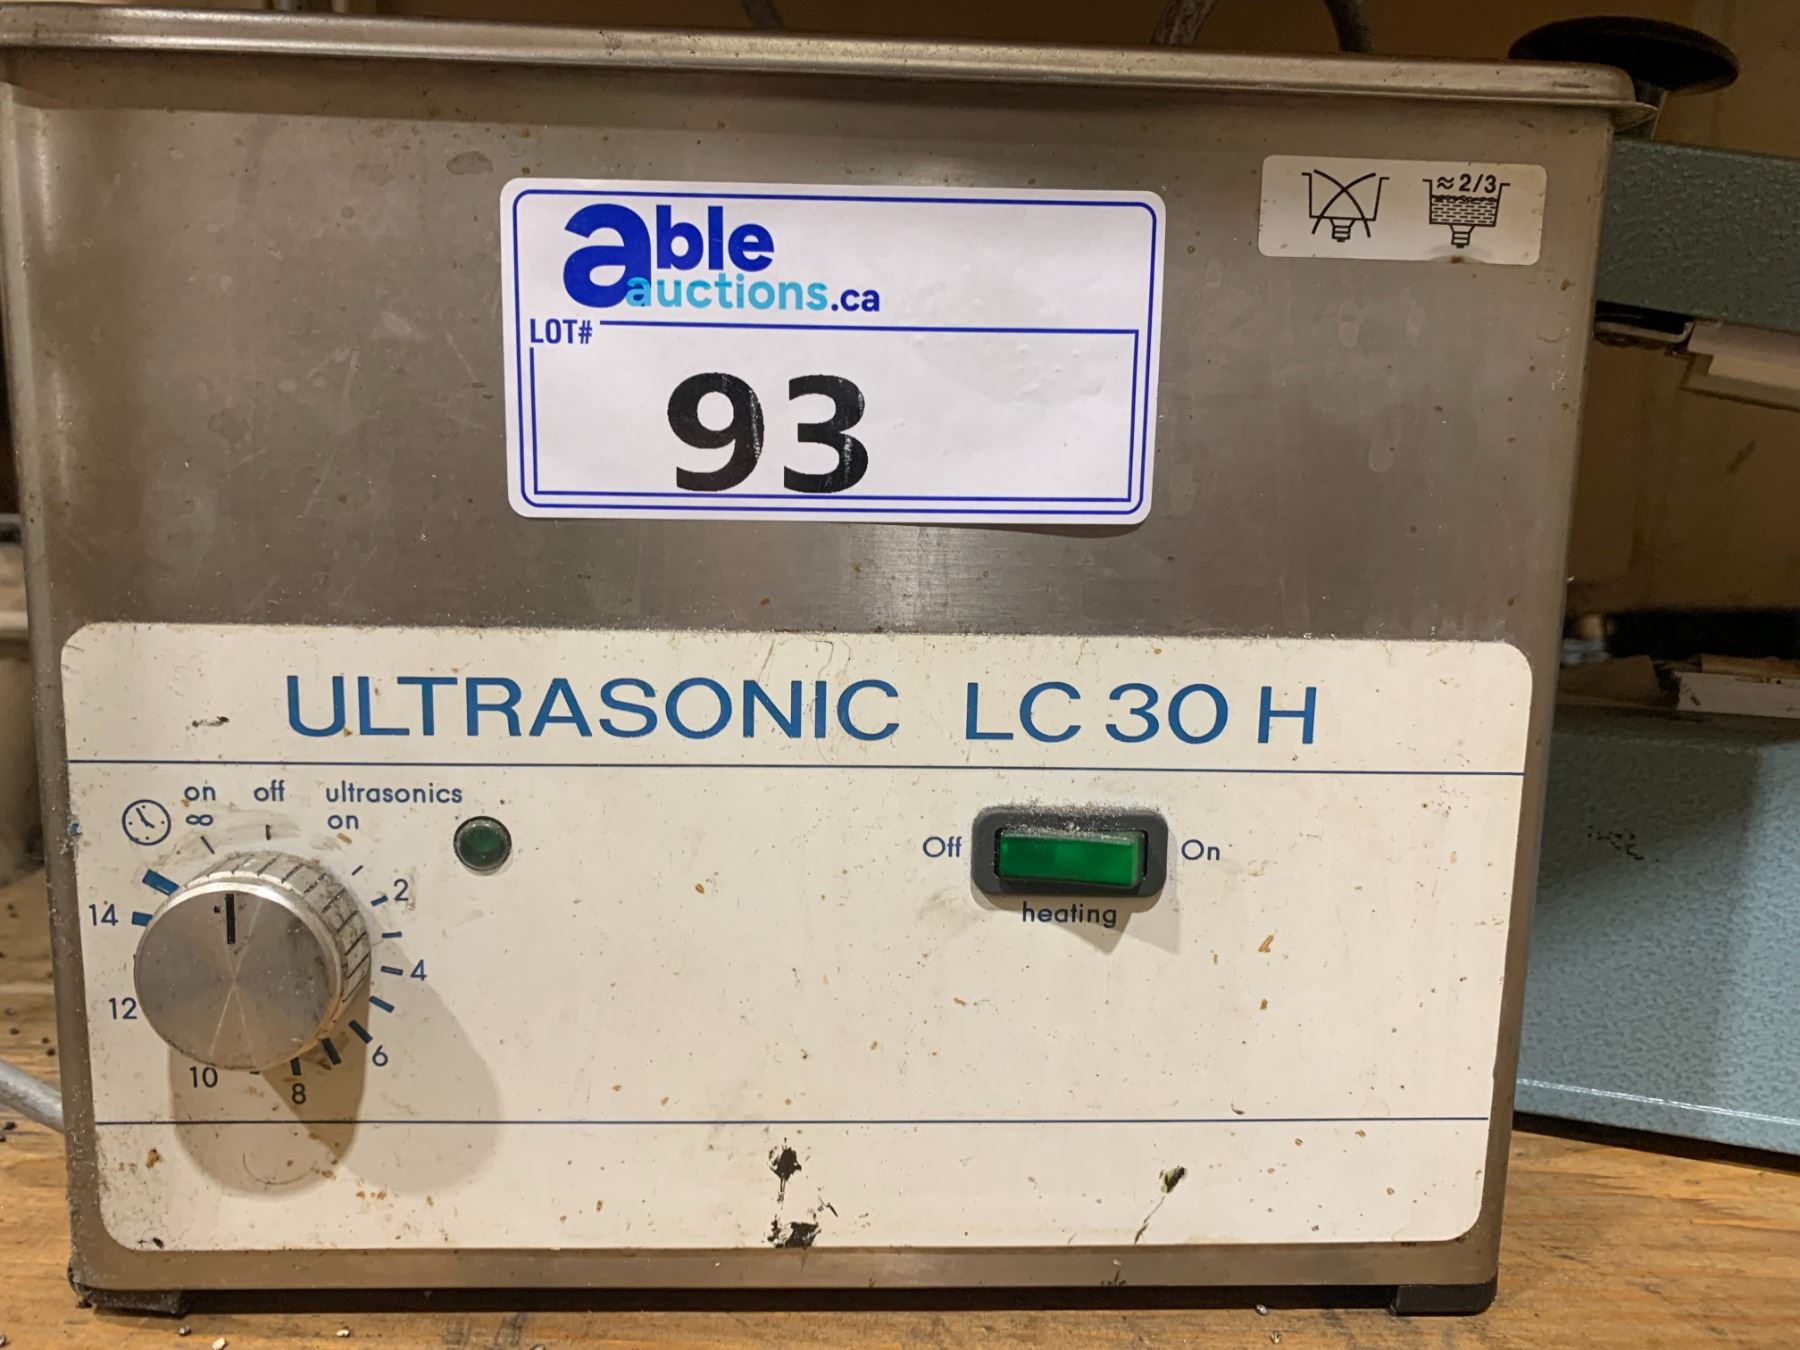 able
auctions.ca
LOT#
93
≈2/3
ULTRASONIC LC 30 H
on off ultrasonics
∞ on
2
4
6
8
10
12
14
Off On
heating